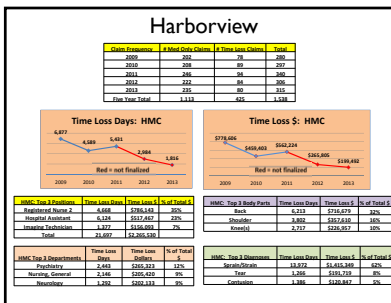 Harborview
Claim Frequency # Med Only Claims # Time Loss Claims Total
2009 202 78 280
2010 208 89 297
2011 246 94 340
2012 222 84 306
2013 235 80 315
Five Year Total 1,113 425 1,538
Time Loss Days: HMC
6,877
4,589
5,431
2,984
1,816
Red = not finalized
2009 2010 2011 2012 2013
Time Loss $: HMC
$778,606
$459,403
$562,224
$265,805
$199,492
Red = not finalized
2009 2010 2011 2012 2013
HMC: Top 3 Positions Time Loss Days Time Loss $ % of Total $
Registered Nurse 2 4,668 $786,143 35%
Hospital Assistant 6,124 $517,467 23%
Imagine Technician 1,377 $156,093 7%
Total 21,697 $2,265,530
HMC: Top 3 Body Parts Time Loss Days Time Loss $ % of Total $
Back 6,213 $716,679 32%
Shoulder 3,802 $357,610 16%
Knee(s) 2,717 $226,957 10%
HMC Top 3 Departments Time Loss Days Time Loss Dollars % of Total $
Psychiatry 2,443 $265,323 12%
Nursing, General 2,146 $205,420 9%
Neurology 1,292 $202,133 9%
HMC: Top 3 Diagnoses Time Loss Days Time Loss $ % of Total $
Sprain/Strain 13,972 $1,415,349 62%
Tear 1,266 $191,719 8%
Contusion 1,386 $120,847 5%